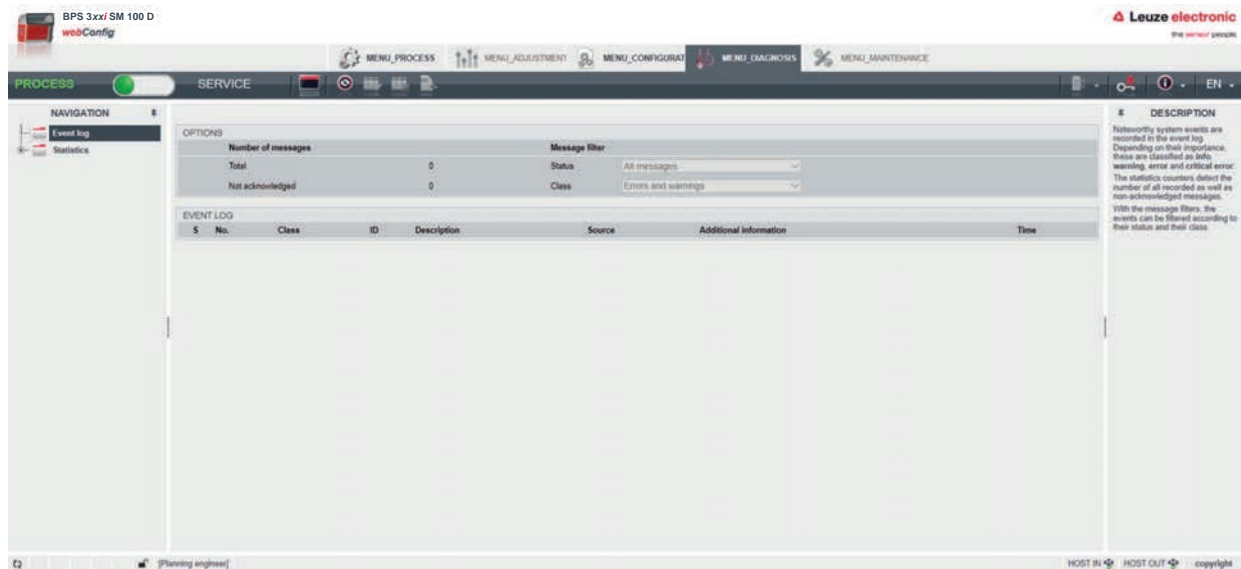 BPS 3xxi SM 100 D
webConfig
Leuze electronic
the sensor people
MENU_PROCESS
MENU_ADJUSTMENT
MENU_CONFIGURAT
MENU_DIAGNOSIS
MENU_MAINTENANCE
PROCESS
SERVICE
EN
NAVIGATION
Event log
Statistics
OPTIONS
Number of messages
Message filter
Total 0
Status All messages
Not acknowledged 0
Class Errors and warnings
EVENT LOG
S No. Class ID Description Source Additional information Time
DESCRIPTION
Noteworthy system events are
recorded in the event log.
Depending on their importance,
these are classified as info,
warning, error and critical error.
The statistics counters detect the
number of all recorded as well as
non-acknowledged messages.
With the message filters, the
events can be filtered according to
their status and their class.
[Planning engineer]
HOST IN
HOST OUT
copyright